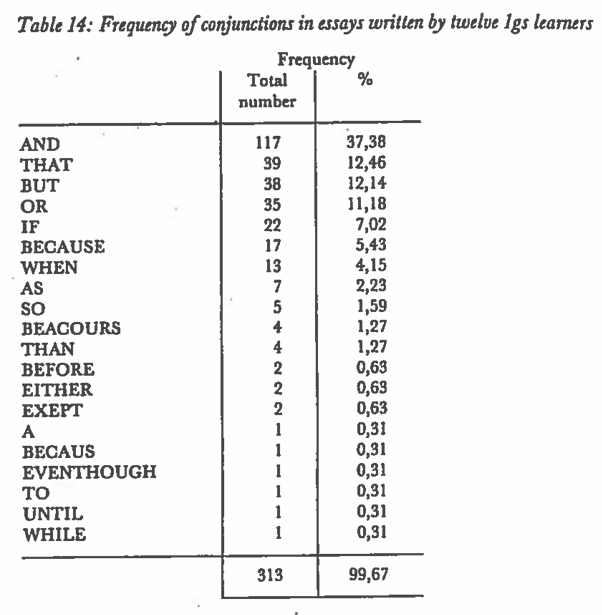 Table 14: Frequency of conjunctions in essays written by twelve lgs learners
Frequency
Total number %
AND 117 37,38
THAT 39 12,46
BUT 38 12,14
OR 35 11,18
IF 22 7,02
BECAUSE 17 5,43
WHEN 13 4,15
AS 7 2,23
SO 5 1,59
BEACOURS 4 1,27
THAN 4 1,27
BEFORE 2 0,63
EITHER 2 0,63
EXEPT 2 0,63
A 1 0,31
BECAUS 1 0,31
EVENTHOUGH 1 0,31
TO 1 0,31
UNTIL 1 0,31
WHILE 1 0,31
313 99,67